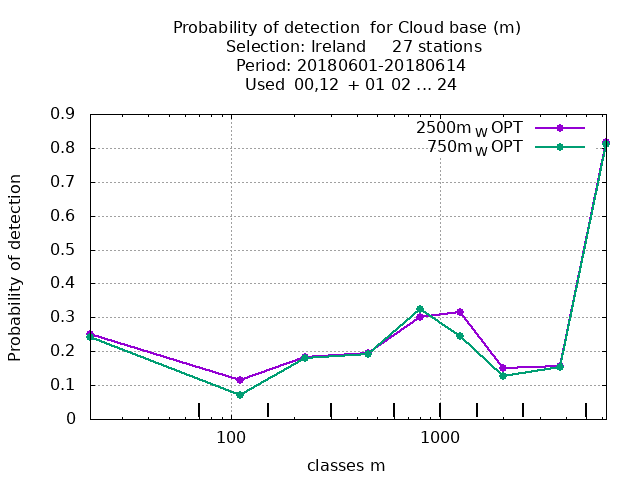 Probability of detection for Cloud base (m)
Selection: Ireland 27 stations
Period: 20180601-20180614
Used 00,12 + 01 02 ... 24
2500m W OPT
750m W OPT
0.9
0.8
0.7
0.6
0.5
0.4
0.3
0.2
0.1
0
Probability of detection
100 1000
classes m